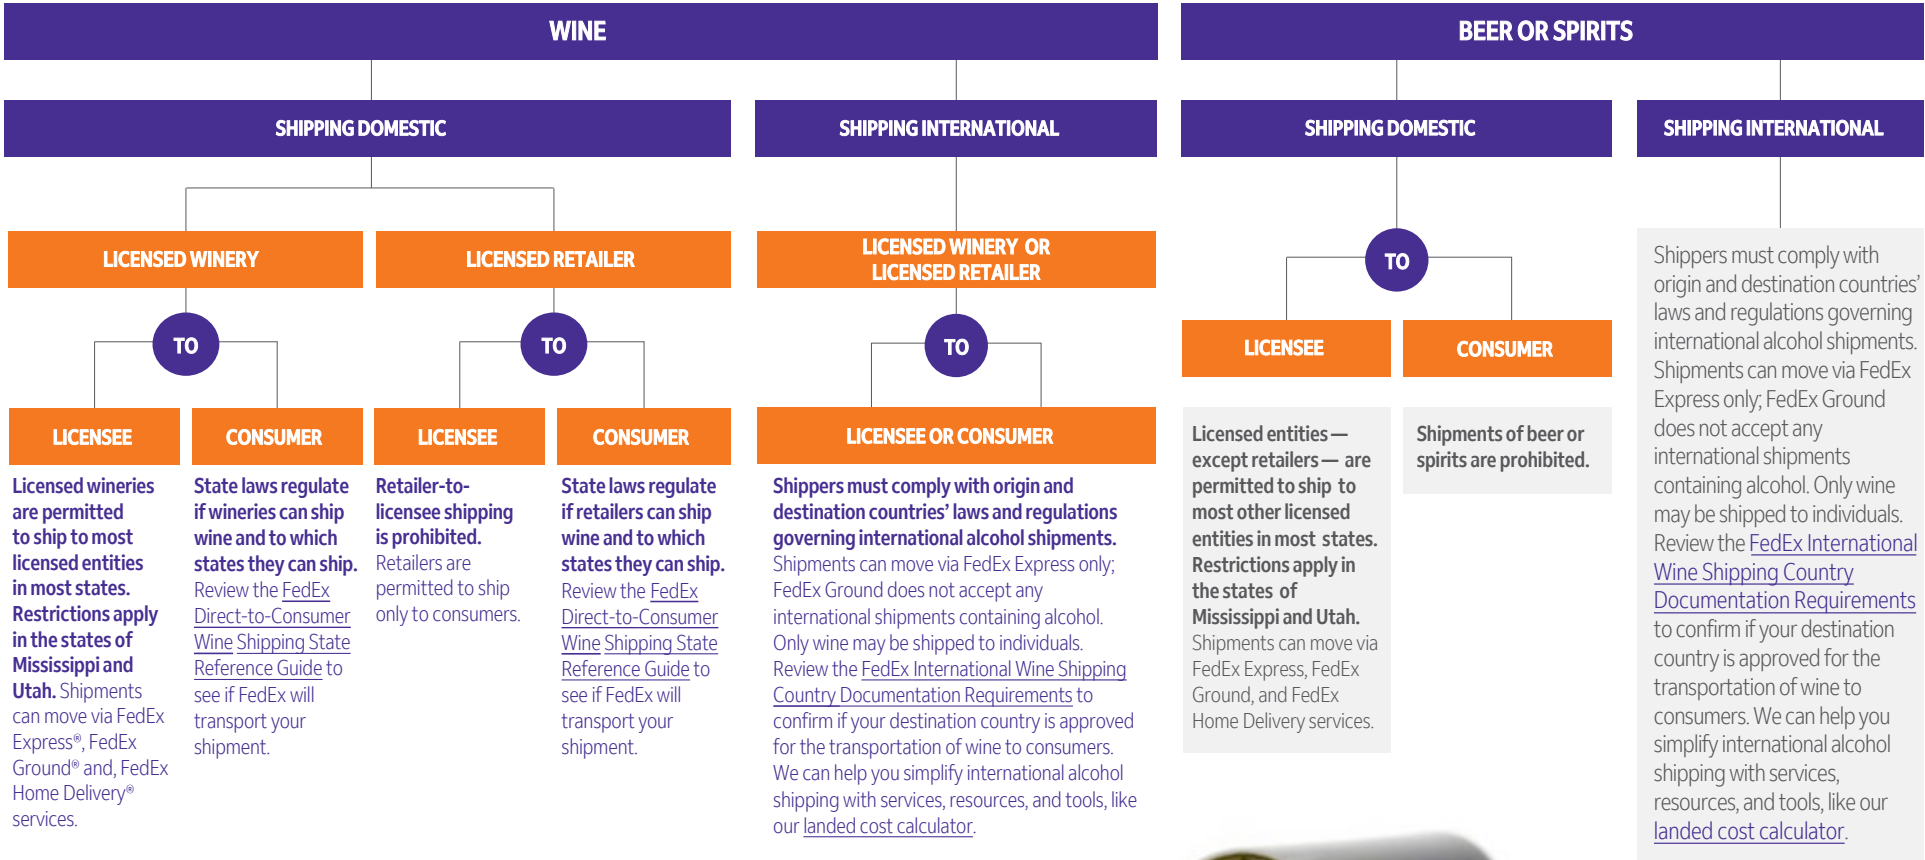 WINE
SHIPPING DOMESTIC
LICENSED WINERY
TO
LICENSEE
Licensed wineries
are permitted
to ship to most
licensed entities
in most states.
Restrictions apply
in the states of
Mississippi and
Utah. Shipments
can move via FedEx
Express®, FedEx
Ground® and, FedEx
Home Delivery®
services.
CONSUMER
State laws regulate
if wineries can ship
wine and to which
states they can ship.
Review the FedEx
Direct-to-Consumer
Wine Shipping State
Reference Guide to
see if FedEx will
transport your
shipment.
LICENSED RETAILER
TO
LICENSEE
Retailer-to-
licensee shipping
is prohibited.
Retailers are
permitted to ship
only to consumers.
CONSUMER
State laws regulate
if retailers can ship
wine and to which
states they can ship.
Review the FedEx
Direct-to-Consumer
Wine Shipping State
Reference Guide to
see if FedEx will
transport your
shipment.
SHIPPING INTERNATIONAL
LICENSED WINERY OR
LICENSED RETAILER
TO
LICENSEE OR CONSUMER
Shippers must comply with origin and
destination countries’ laws and regulations
governing international alcohol shipments.
Shipments can move via FedEx Express only;
FedEx Ground does not accept any
international shipments containing alcohol.
Only wine may be shipped to individuals.
Review the FedEx International Wine Shipping
Country Documentation Requirements to
confirm if your destination country is approved
for the transportation of wine to consumers.
We can help you simplify international alcohol
shipping with services, resources, and tools, like
our landed cost calculator.
BEER OR SPIRITS
SHIPPING DOMESTIC
TO
LICENSEE
Licensed entities —
except retailers — are
permitted to ship to
most other licensed
entities in most states.
Restrictions apply in
the states of
Mississippi and Utah.
Shipments can move via
FedEx Express, FedEx
Ground, and FedEx
Home Delivery services.
CONSUMER
Shipments of beer or
spirits are prohibited.
SHIPPING INTERNATIONAL
Shippers must comply with
origin and destination countries’
laws and regulations governing
international alcohol shipments.
Shipments can move via FedEx
Express only; FedEx Ground
does not accept any
international shipments
containing alcohol. Only wine
may be shipped to individuals.
Review the FedEx International
Wine Shipping Country
Documentation Requirements
to confirm if your destination
country is approved for the
transportation of wine to
consumers. We can help you
simplify international alcohol
shipping with services,
resources, and tools, like our
landed cost calculator.